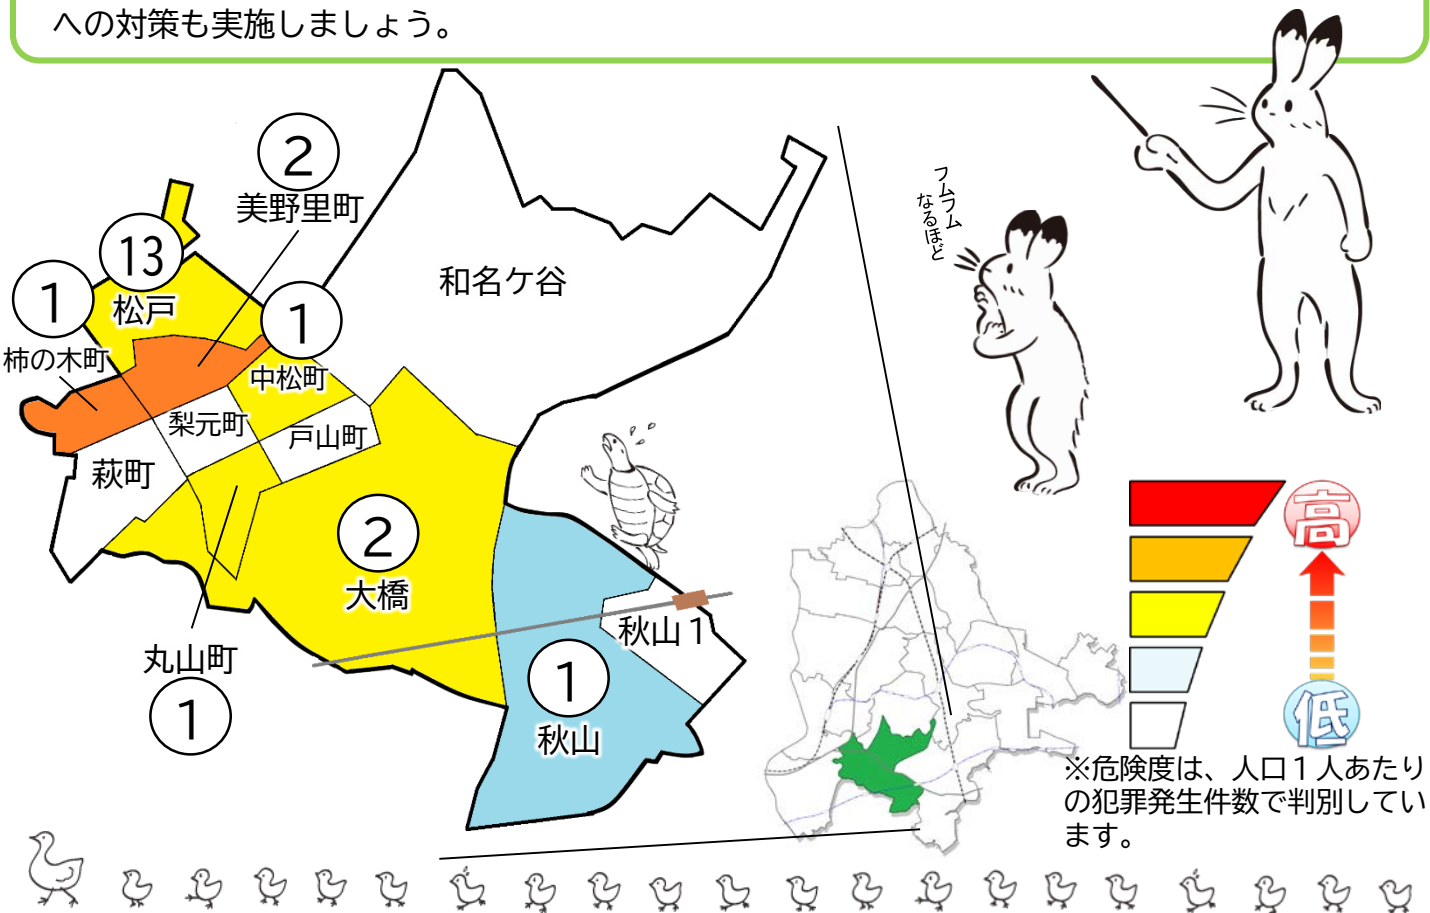 への対策も実施しましょう。
2
美野里町
13
松戸
1
柿の木町
1
中松町
和名ケ谷
フムフム
なるほど
梨元町
戸山町
萩町
2
大橋
丸山町
1
秋山1
1
秋山
高
低
※危険度は、人口1人あたり
の犯罪発生件数で判別してい
ます。